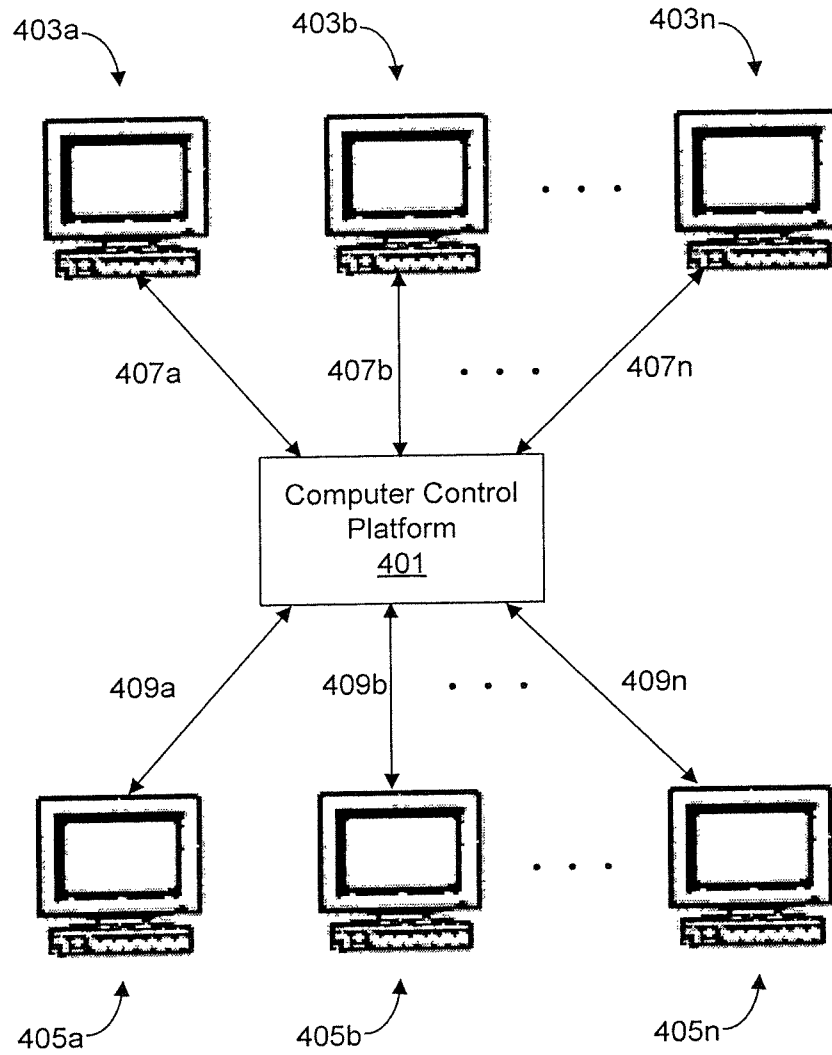 403a
403b
403n
. . .
407a
407b
. . .
407n
Computer Control
Platform
401
409a
409b
. . .
409n
. . .
405a
405b
405n